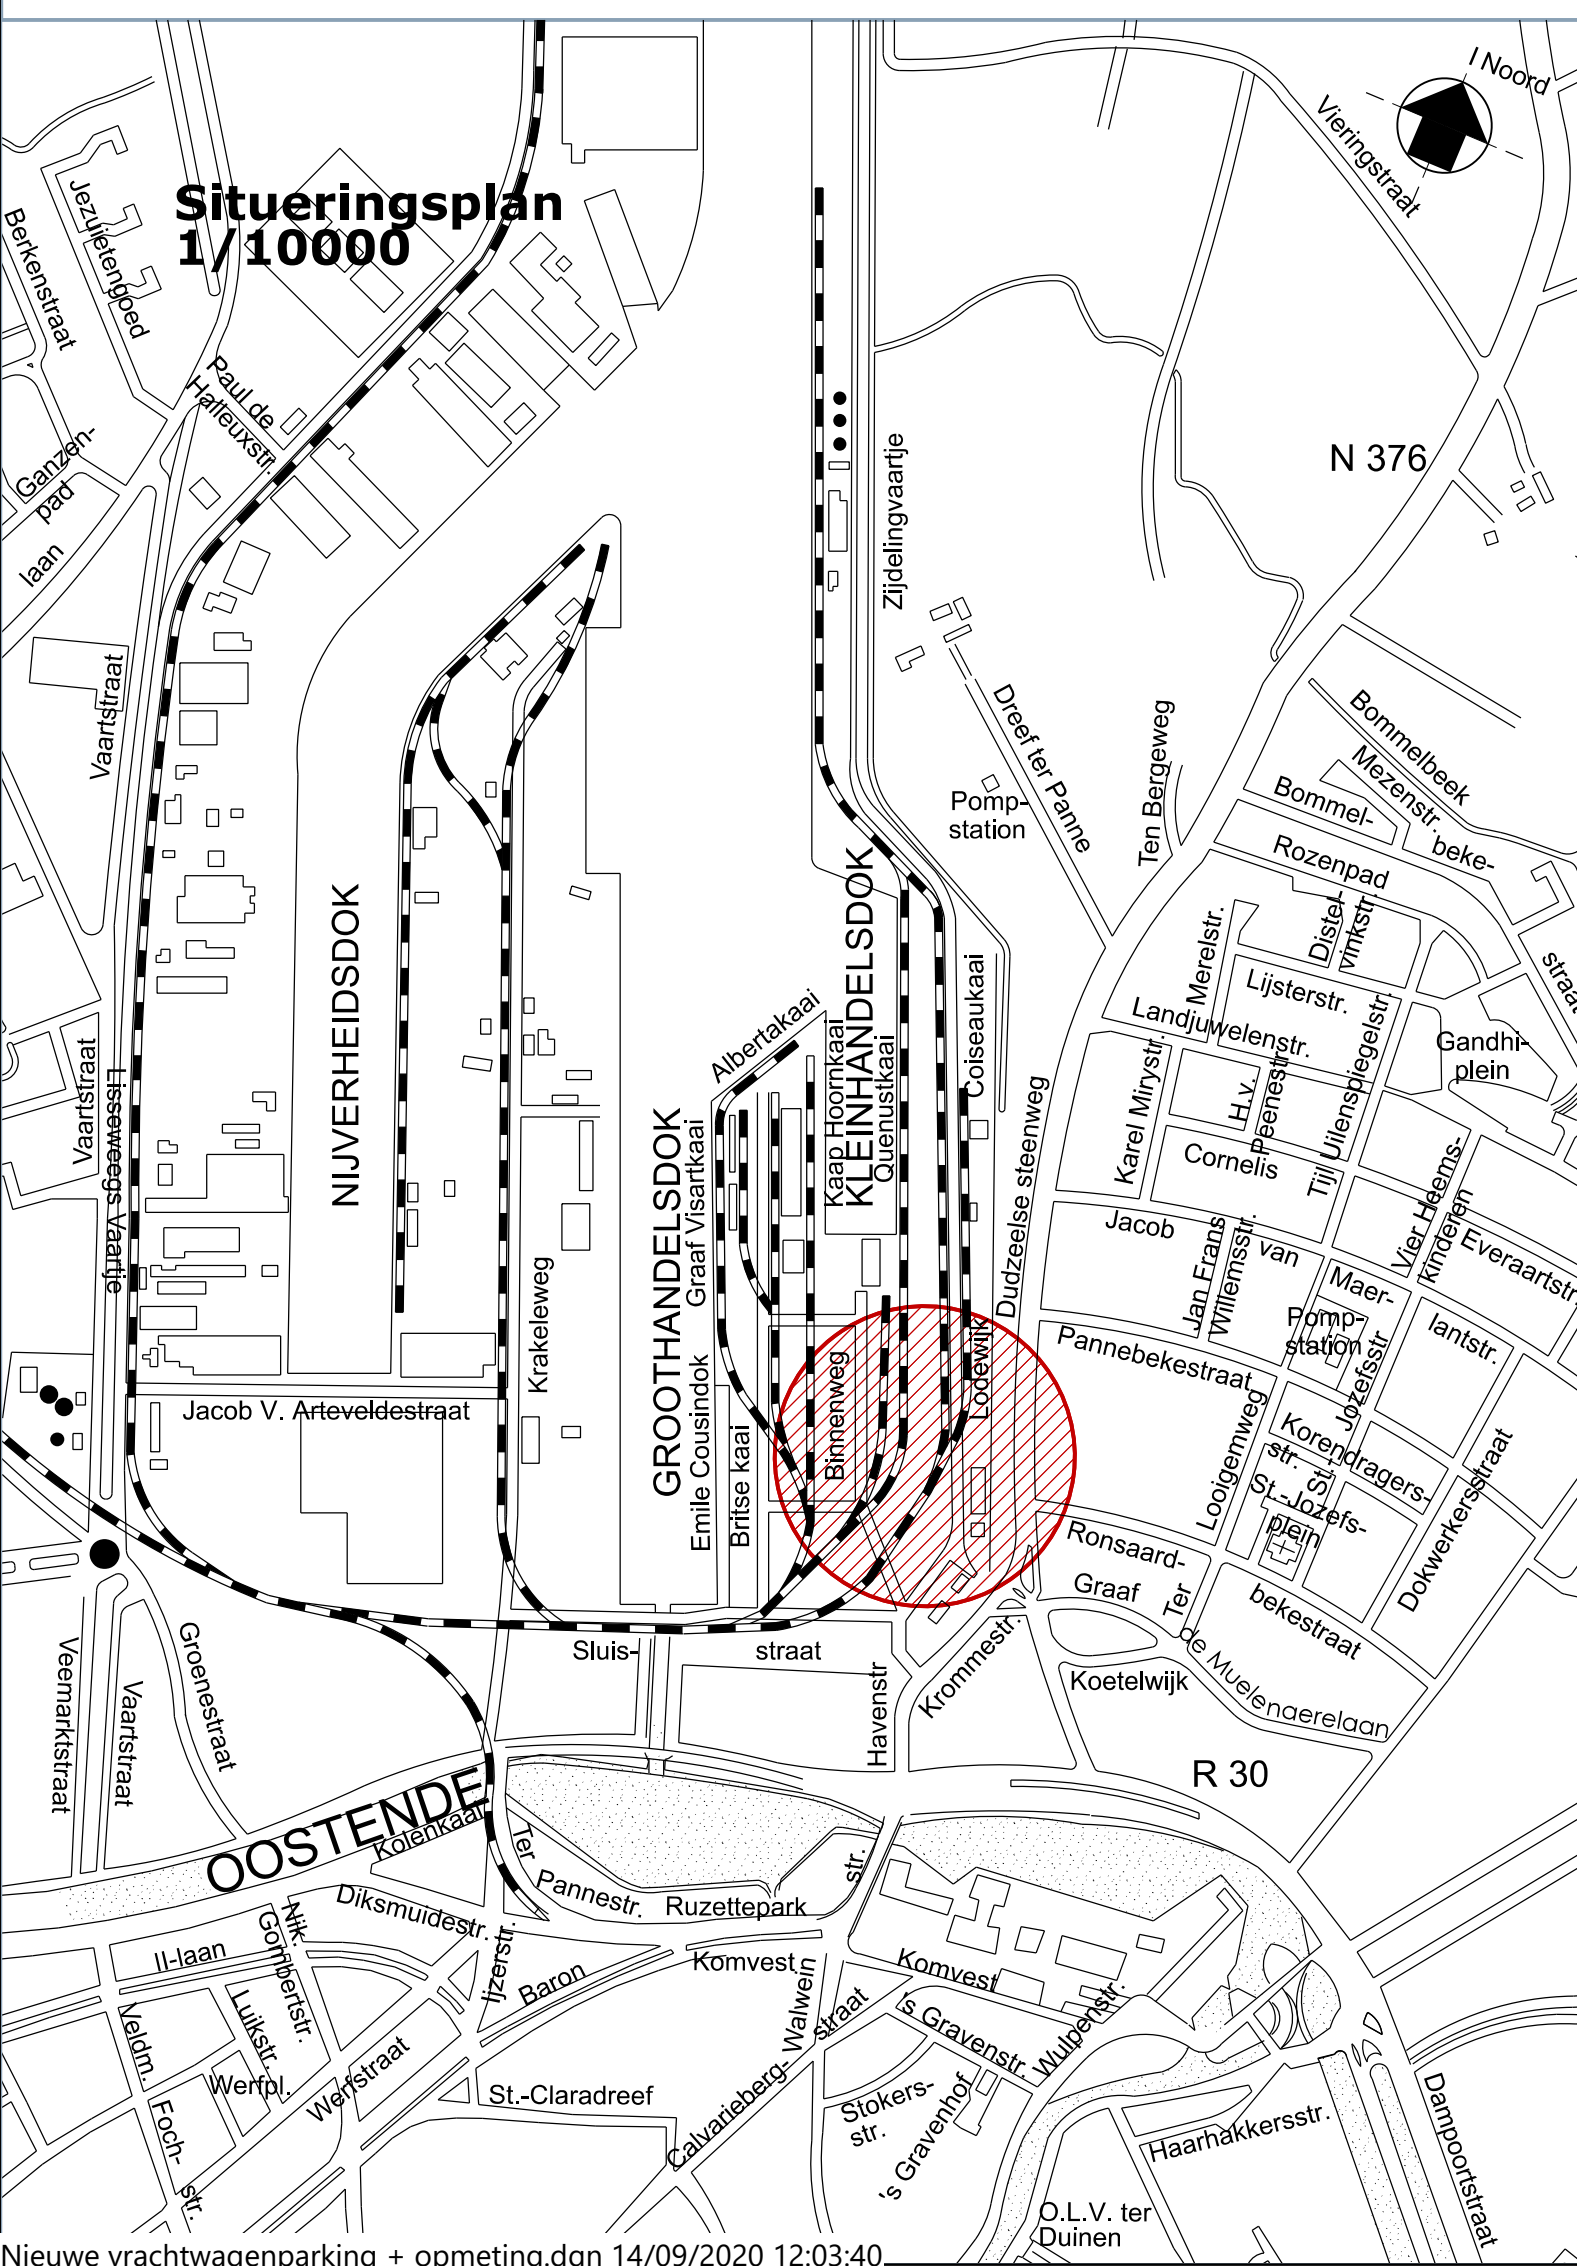 I Noord
Vieringstraat
Situeringsplan
1/10000
Jezuietengoed
Berkenstraat
Paul de
Halleuxstr.
Ganzen-
pad
laan
N 376
Zijdelingvaartje
Vaartstraat
Dreef ter Panne
Pomp-
station
Ten Bergeweg
Bommelbeek
Mezenstr.
Bommel-
beke-
straat
Rozenpad
Distel-
vinkstr.
Merelstr.
Lijsterstr.
Landjuwelenstr.
Gandhi-
plein
NIJVERHEIDSDOK
KLEINHANDELSDOK
GROOTHANDELSDOK
Albertakaai
Kaap Hoornkaai
Quenustkaai
Coiseaukaai
Graaf Visartkaai
Vaartstraat
Lisseweegs Vaartje
Dudzeelse steenweg
Karel Mirystr.
H.v.
Peenestr.
Tijl Uilenspiegelstr.
Cornelis
Vier Heems-
kinderen
Everaartstr.
Jacob
van
Maer-
lantstr.
Jan Frans
Willemsstr.
Pomp-
station
Pannebekestraat
Krakeleweg
Jacob V. Arteveldestraat
Emile Cousindok
Britse kaai
Binnenweg
Lodewijk
Looigemweg
St.-
Jozefsstr
Korendragers-
str.
St.-Jozefs-
plein
Dokwerkersstraat
Ronsaard-
bekestraat
Graaf
Ter
de Muelenaerelaan
Koetelwijk
Krommestr.
Havenstr
Sluis-
straat
Veemarktstraat
Vaartstraat
Groenestraat
R 30
OOSTENDE
Kolenkaai
Ter
Pannestr.
Ruzettepark
str.
Diksmuidestr.
Nik.
Gombertstr.
II-laan
Ijzerstr.
Baron
Komvest
Komvest
Walwein
straat
's Gravenstr.
Wulpenstr.
Luikstr.
Veldm.
Foch-
str.
Werfpl.
Werfstraat
St.-Claradreef
Calvarieberg-
Stokers-
str.
's Gravenhof
Haarhakkersstr.
Dampoortstraat
O.L.V. ter
Duinen
Nieuwe vrachtwagenparking + opmeting.dgn 14/09/2020 12:03:40